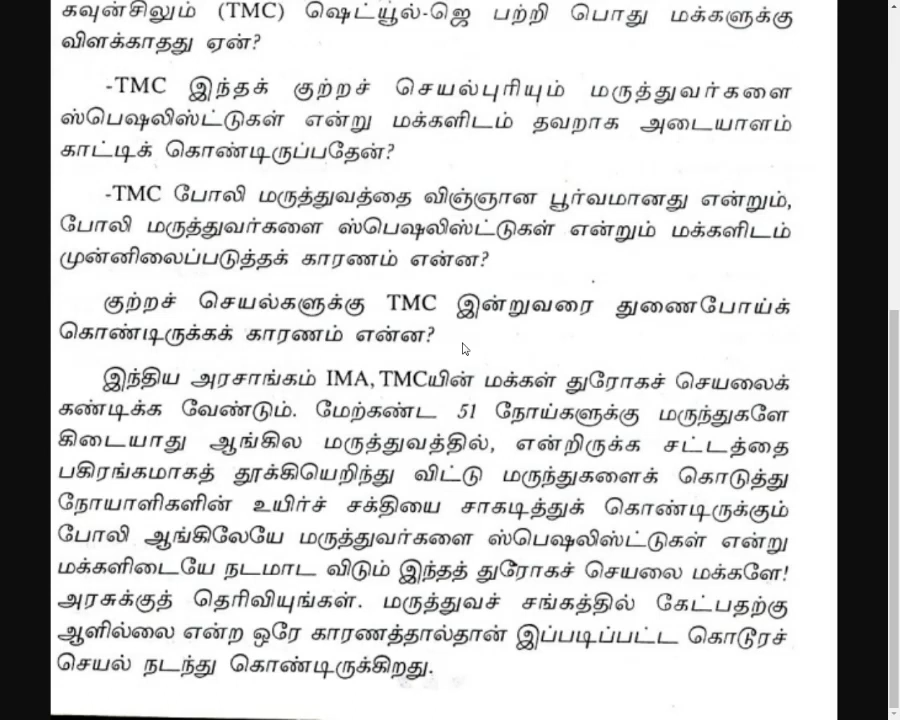 கவுன்சிலும் (TMC) ஷெட்யூல்-ஜெ பற்றி பொது மக்களுக்கு
விளக்காதது ஏன்?
-TMC இந்தக் குற்றச் செயல்புரியும் மருத்துவர்களை
ஸ்பெஷலிஸ்ட்டுகள் என்று மக்களிடம் தவறாக அடையாளம்
காட்டிக் கொண்டிருப்பதேன்?
-TMC போலி மருத்துவத்தை விஞ்ஞான பூர்வமானது என்றும்,
போலி மருத்துவர்களை ஸ்பெஷலிஸ்ட்டுகள் என்றும் மக்களிடம்
முன்னிலைப்படுத்தக் காரணம் என்ன?
குற்றச் செயல்களுக்கு TMC இன்றுவரை துணைபோய்க்
கொண்டிருக்கக் காரணம் என்ன?
இந்திய அரசாங்கம் IMA, TMCயின் மக்கள் துரோகச் செயலைக்
கண்டிக்க வேண்டும். மேற்கண்ட 51 நோய்களுக்கு மருந்துகளே
கிடையாது ஆங்கில மருத்துவத்தில், என்றிருக்க சட்டத்தை
பகிரங்கமாகத் தூக்கியெறிந்து விட்டு மருந்துகளைக் கொடுத்து
நோயாளிகளின் உயிர்ச் சக்தியை சாகடித்துக் கொண்டிருக்கும்
போலி ஆங்கிலேயே மருத்துவர்களை ஸ்பெஷலிஸ்ட்டுகள் என்று
மக்களிடையே நடமாட விடும் இந்தத் துரோகச் செயலை மக்களே!
அரசுக்குத் தெரிவியுங்கள். மருத்துவச் சங்கத்தில் கேட்பதற்கு
ஆளில்லை என்ற ஒரே காரணத்தால்தான் இப்படிப்பட்ட கொடூரச்
செயல் நடந்து கொண்டிருக்கிறது.